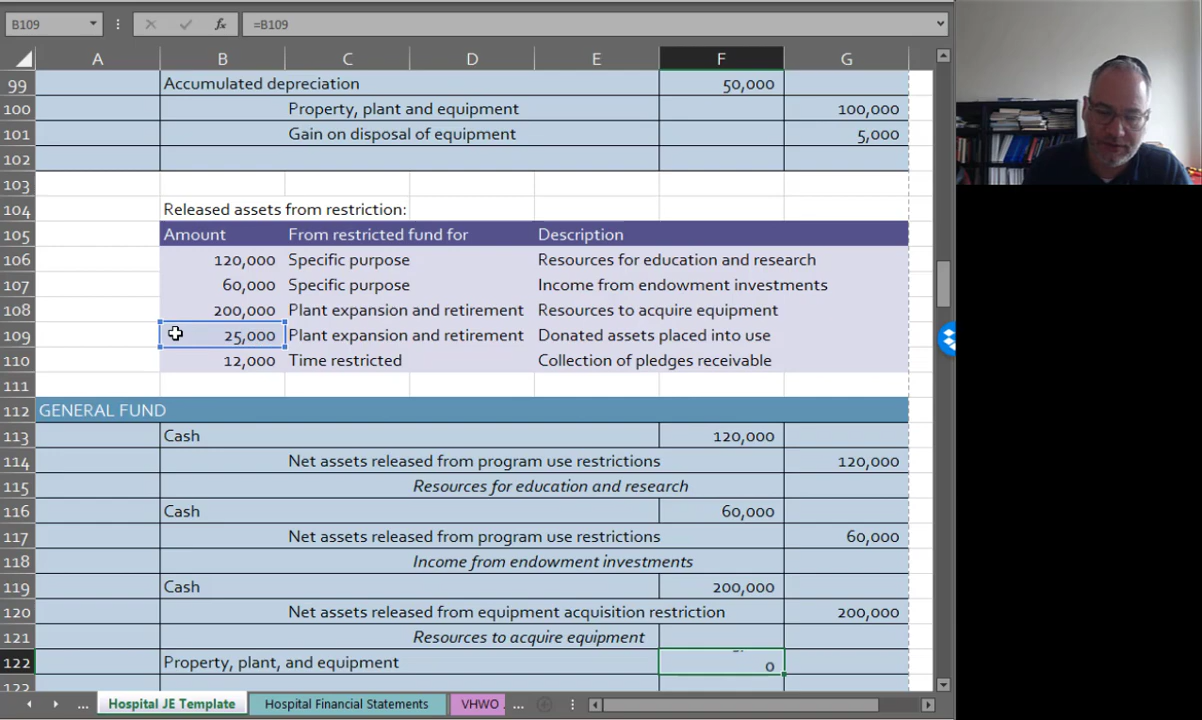 B109 fx =B109
A B C D E F G
99 Accumulated depreciation 50,000
100 Property, plant and equipment 100,000
101 Gain on disposal of equipment 5,000
102
103
104 Released assets from restriction:
105 Amount From restricted fund for Description
106 120,000 Specific purpose Resources for education and research
107 60,000 Specific purpose Income from endowment investments
108 200,000 Plant expansion and retirement Resources to acquire equipment
109 25,000 Plant expansion and retirement Donated assets placed into use
110 12,000 Time restricted Collection of pledges receivable
111
112 GENERAL FUND
113 Cash 120,000
114 Net assets released from program use restrictions 120,000
115 Resources for education and research
116 Cash 60,000
117 Net assets released from program use restrictions 60,000
118 Income from endowment investments
119 Cash 200,000
120 Net assets released from equipment acquisition restriction 200,000
121 Resources to acquire equipment
122 Property, plant, and equipment 0
... Hospital JE Template Hospital Financial Statements VHWO ...